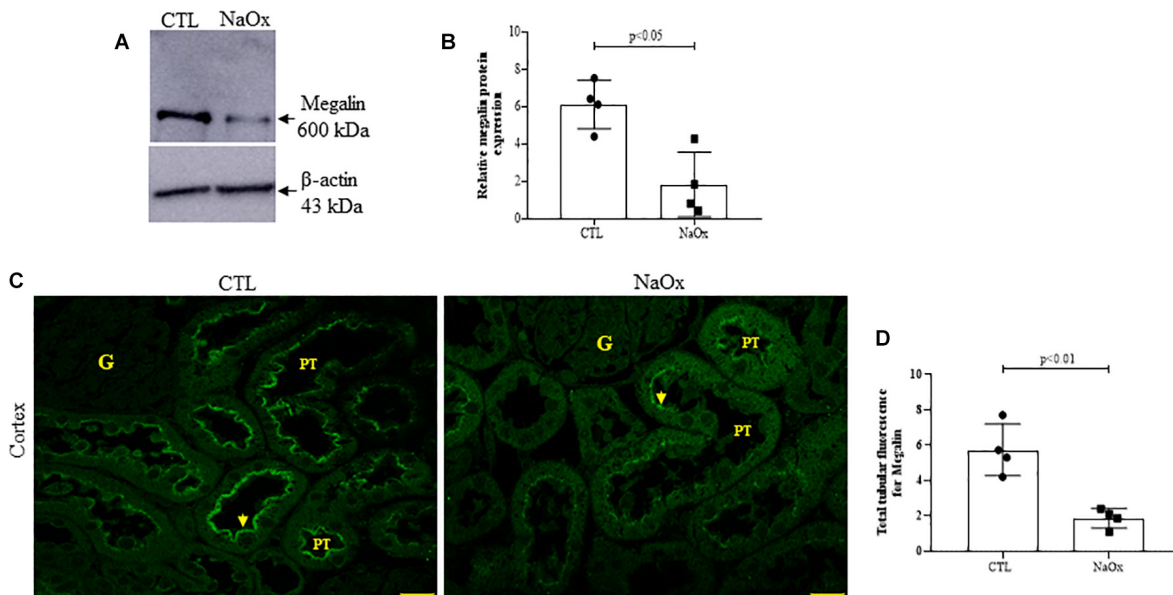 A
CTL NaOx
Megalin
600 kDa
β-actin
43 kDa
B
p<0.05
Relative megalin protein
expression
10
8
6
4
2
0
CTL NaOx
C
CTL
NaOx
Cortex
G
PT
PT
G
PT
PT
D
p<0.01
Total tubular fluorescence
for Megalin
10
8
6
4
2
0
CTL NaOx